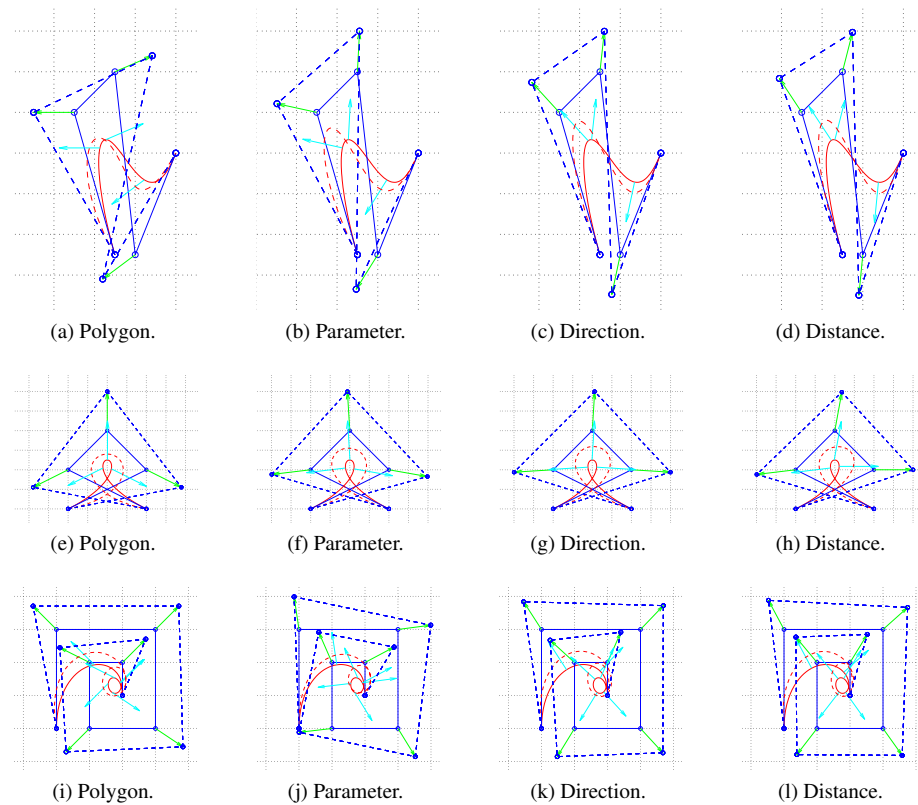 (a) Polygon.
(b) Parameter.
(c) Direction.
(d) Distance.
(e) Polygon.
(f) Parameter.
(g) Direction.
(h) Distance.
(i) Polygon.
(j) Parameter.
(k) Direction.
(l) Distance.